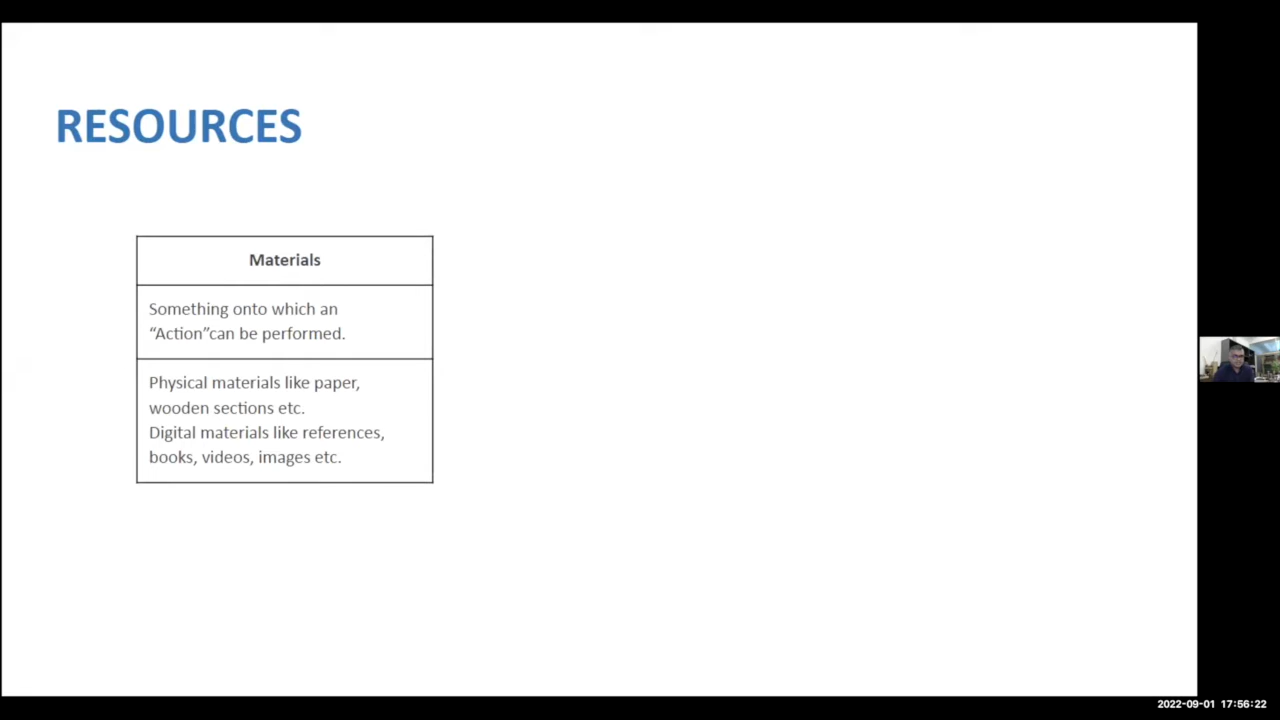 RESOURCES
Materials
Something onto which an
“Action”can be performed.
Physical materials like paper,
wooden sections etc.
Digital materials like references,
books, videos, images etc.
2022-09-01 17:56:22